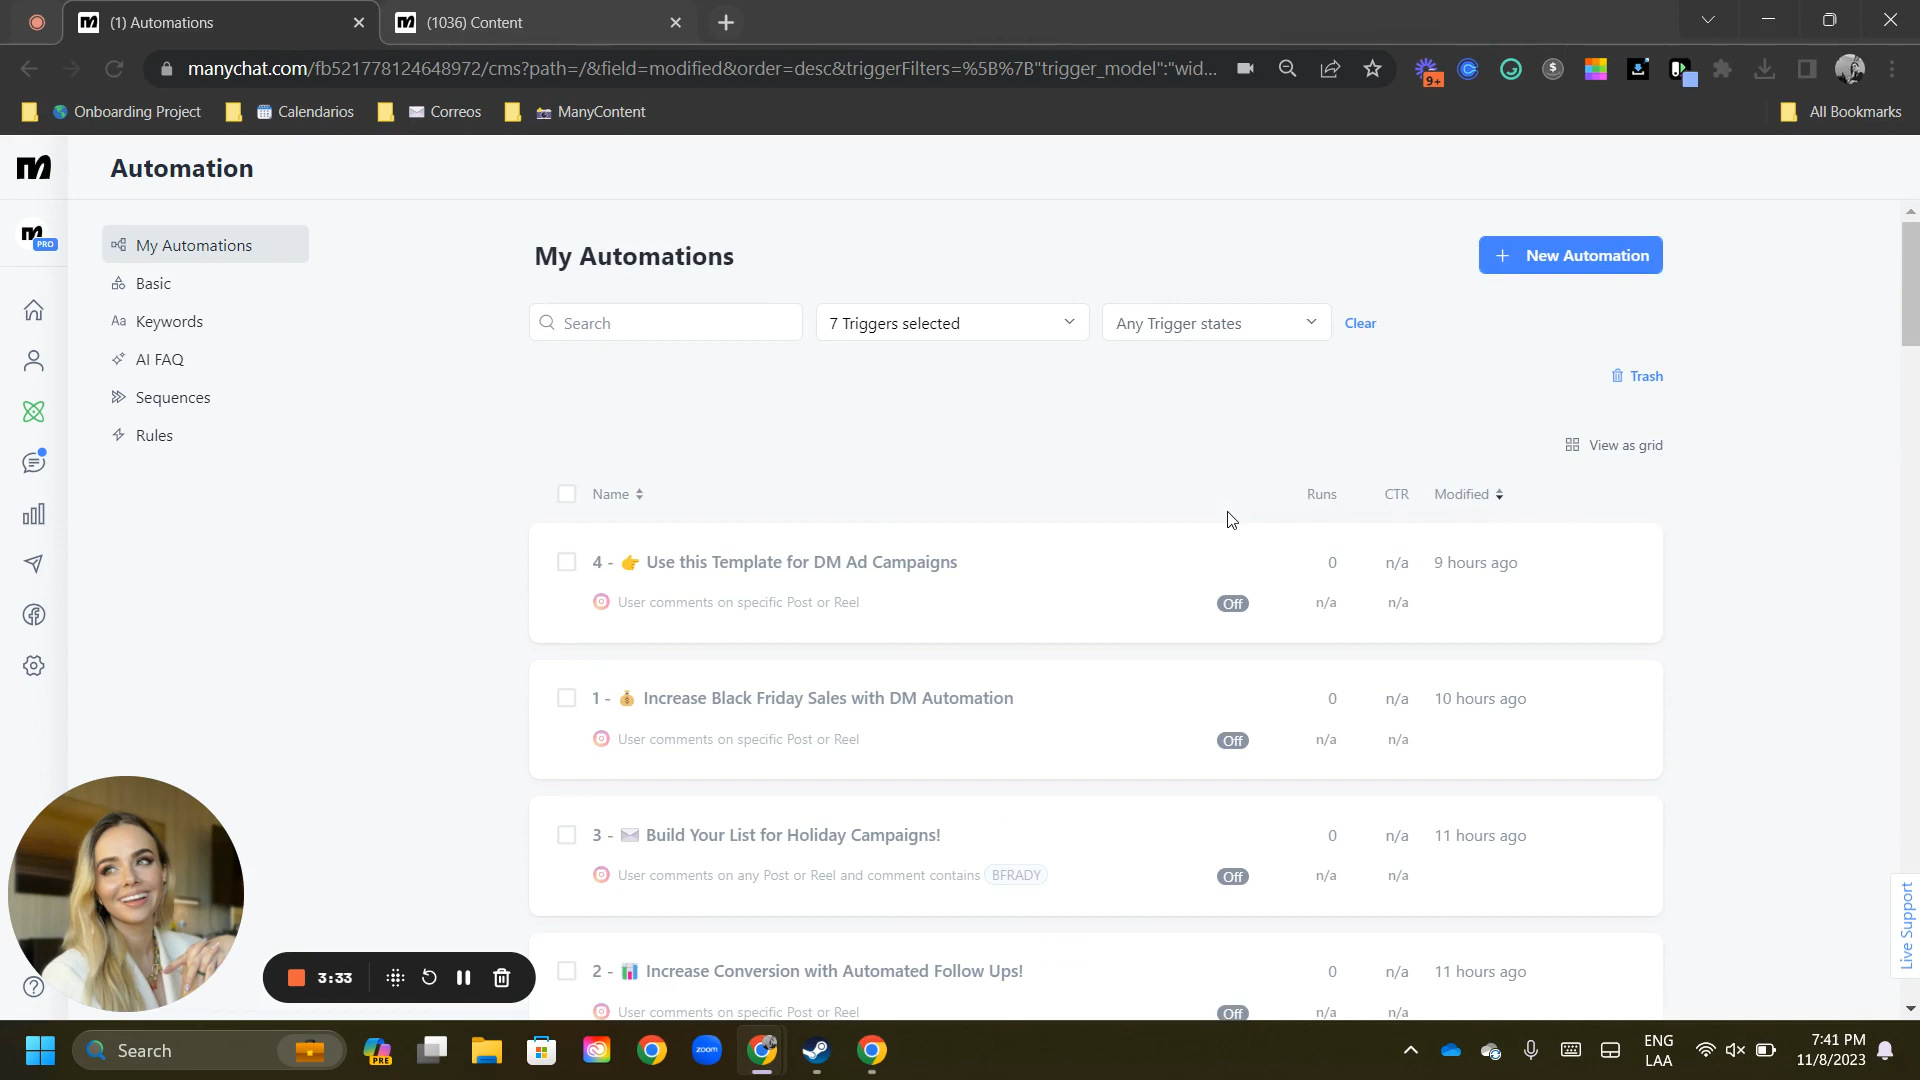 (1) Automations
(1036) Content
manychat.com/fb521778124648972/cms?path=/&field=modified&order=desc&triggerFilters=%5B%7B"trigger_model":"wid...
9+
Onboarding Project
Calendarios
Correos
ManyContent
All Bookmarks
Automation
PRO
My Automations
Basic
Aa Keywords
AI FAQ
Sequences
Rules
My Automations
+ New Automation
Search
7 Triggers selected
Any Trigger states
Clear
Trash
View as grid
Name
Runs
CTR
Modified
4 - 👉 Use this Template for DM Ad Campaigns
0
n/a
9 hours ago
User comments on specific Post or Reel
Off
n/a
n/a
1 - 💰 Increase Black Friday Sales with DM Automation
0
n/a
10 hours ago
User comments on specific Post or Reel
Off
n/a
n/a
3 - ✉️ Build Your List for Holiday Campaigns!
0
n/a
11 hours ago
User comments on any Post or Reel and comment contains BFRADY
Off
n/a
n/a
2 - 📊 Increase Conversion with Automated Follow Ups!
0
n/a
11 hours ago
User comments on specific Post or Reel
Off
n/a
n/a
Live Support
3:33
Search
PRE
zoom
ENG
LAA
7:41 PM
11/8/2023